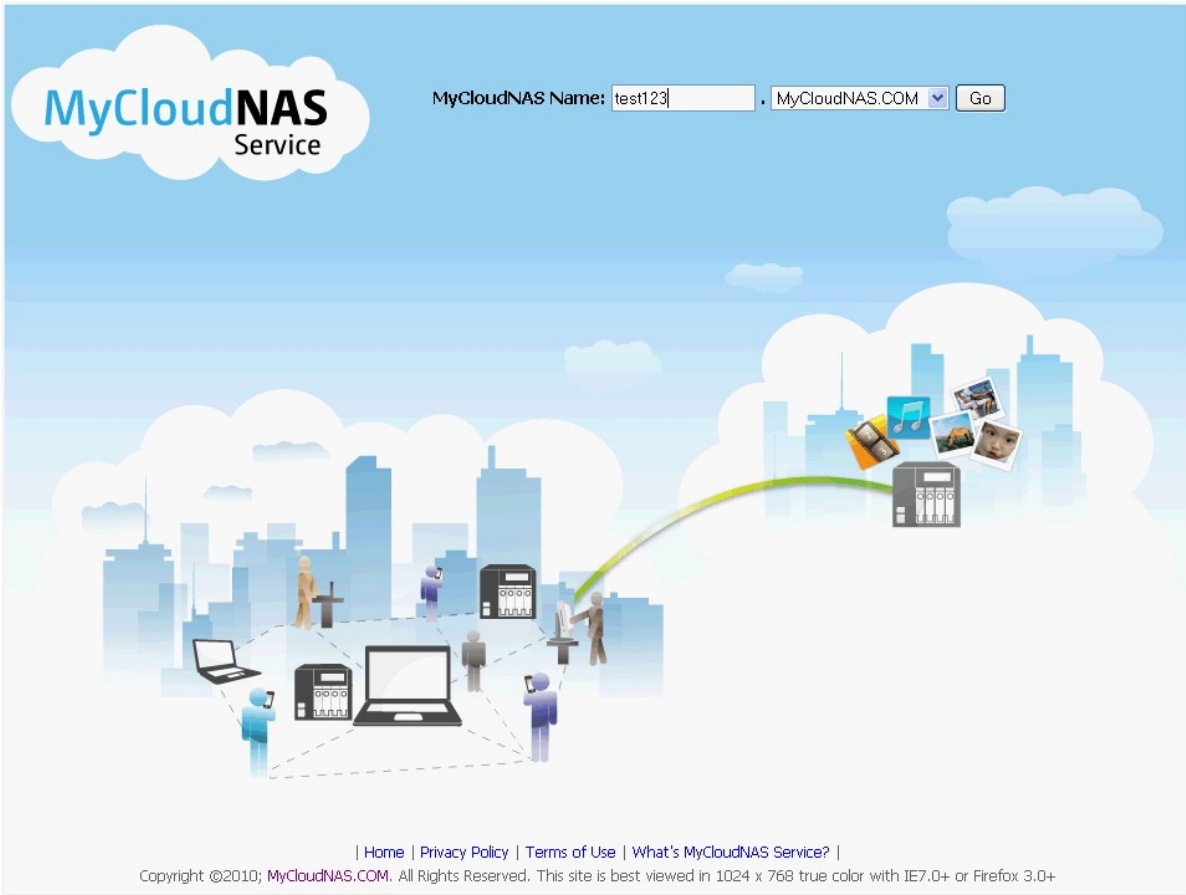 MyCloudNAS
Service
MyCloudNAS Name: test123 . MyCloudNAS.COM Go
| Home | Privacy Policy | Terms of Use | What's MyCloudNAS Service? |
Copyright ©2010; MyCloudNAS.COM. All Rights Reserved. This site is best viewed in 1024 x 768 true color with IE7.0+ or Firefox 3.0+